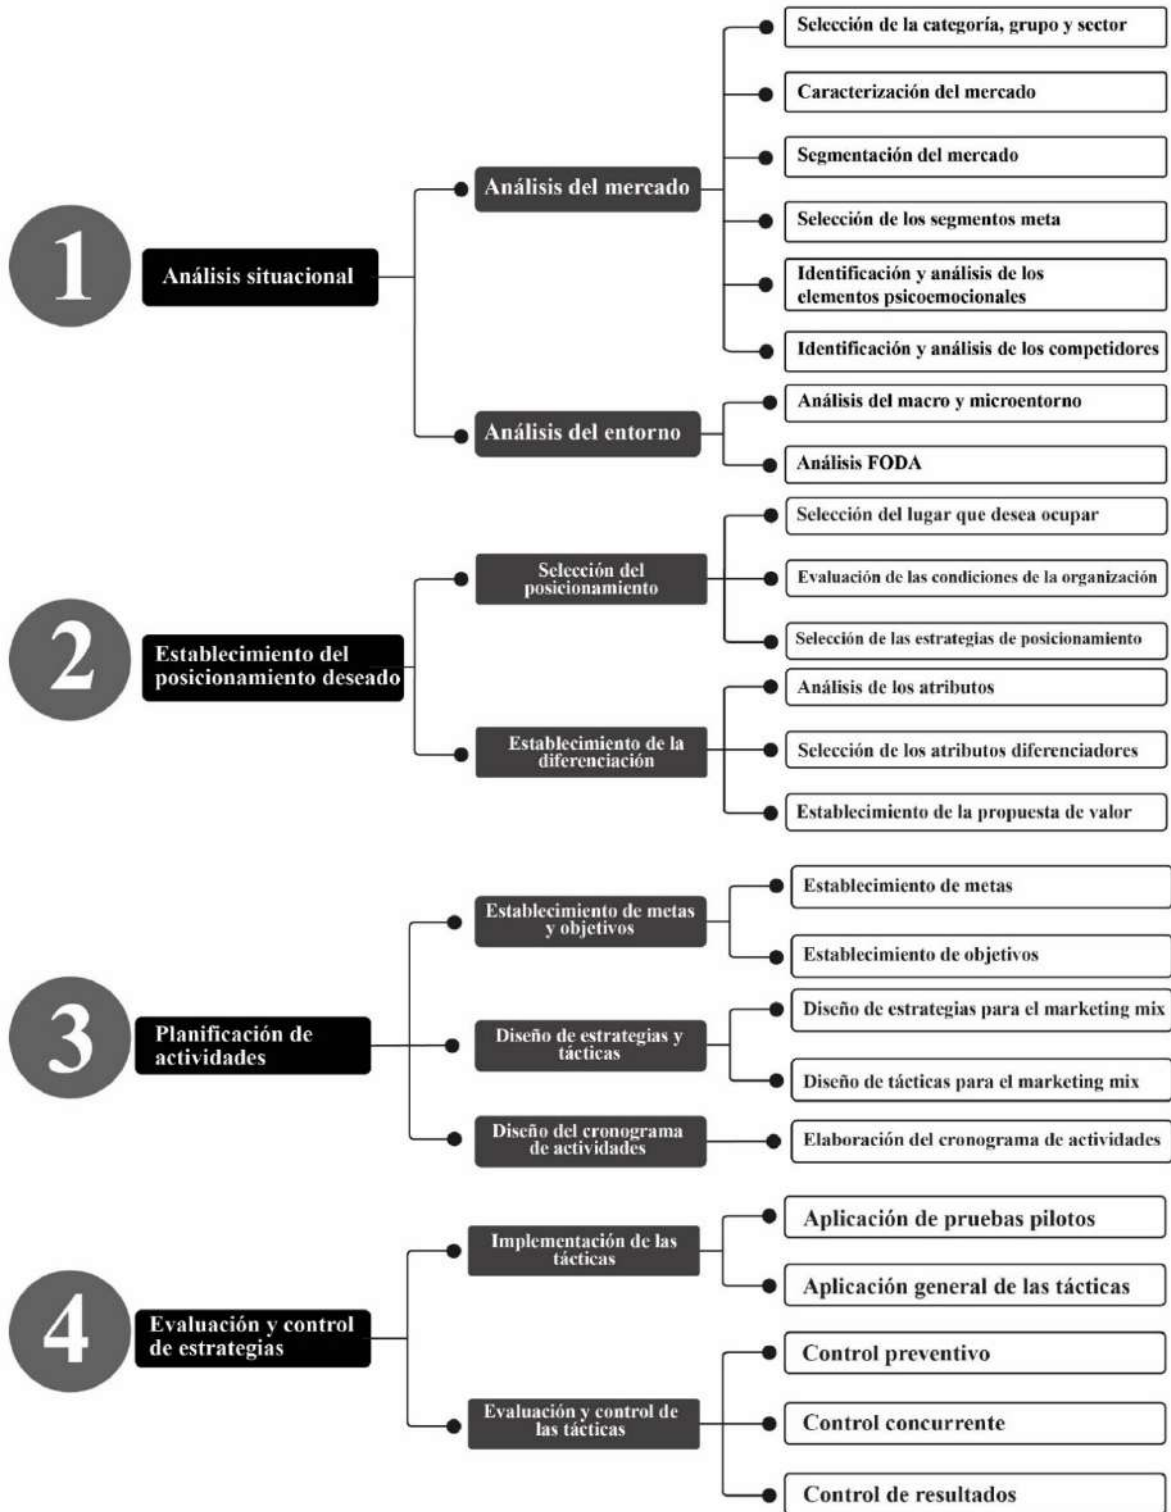 1
Análisis situacional
Análisis del mercado
Selección de la categoría, grupo y sector
Caracterización del mercado
Segmentación del mercado
Selección de los segmentos meta
Identificación y análisis de los
elementos psicoemocionales
Identificación y análisis de los competidores
Análisis del entorno
Análisis del macro y microentorno
Análisis FODA
2
Establecimiento del
posicionamiento deseado
Selección del
posicionamiento
Selección del lugar que desea ocupar
Evaluación de las condiciones de la organización
Selección de las estrategias de posicionamiento
Establecimiento de la
diferenciación
Análisis de los atributos
Selección de los atributos diferenciadores
Establecimiento de la propuesta de valor
3
Planificación de
actividades
Establecimiento de metas
y objetivos
Establecimiento de metas
Establecimiento de objetivos
Diseño de estrategias y
tácticas
Diseño de estrategias para el marketing mix
Diseño de tácticas para el marketing mix
Diseño del cronograma
de actividades
Elaboración del cronograma de actividades
4
Evaluación y control
de estrategias
Implementación de las
tácticas
Aplicación de pruebas pilotos
Aplicación general de las tácticas
Evaluación y control de
las tácticas
Control preventivo
Control concurrente
Control de resultados